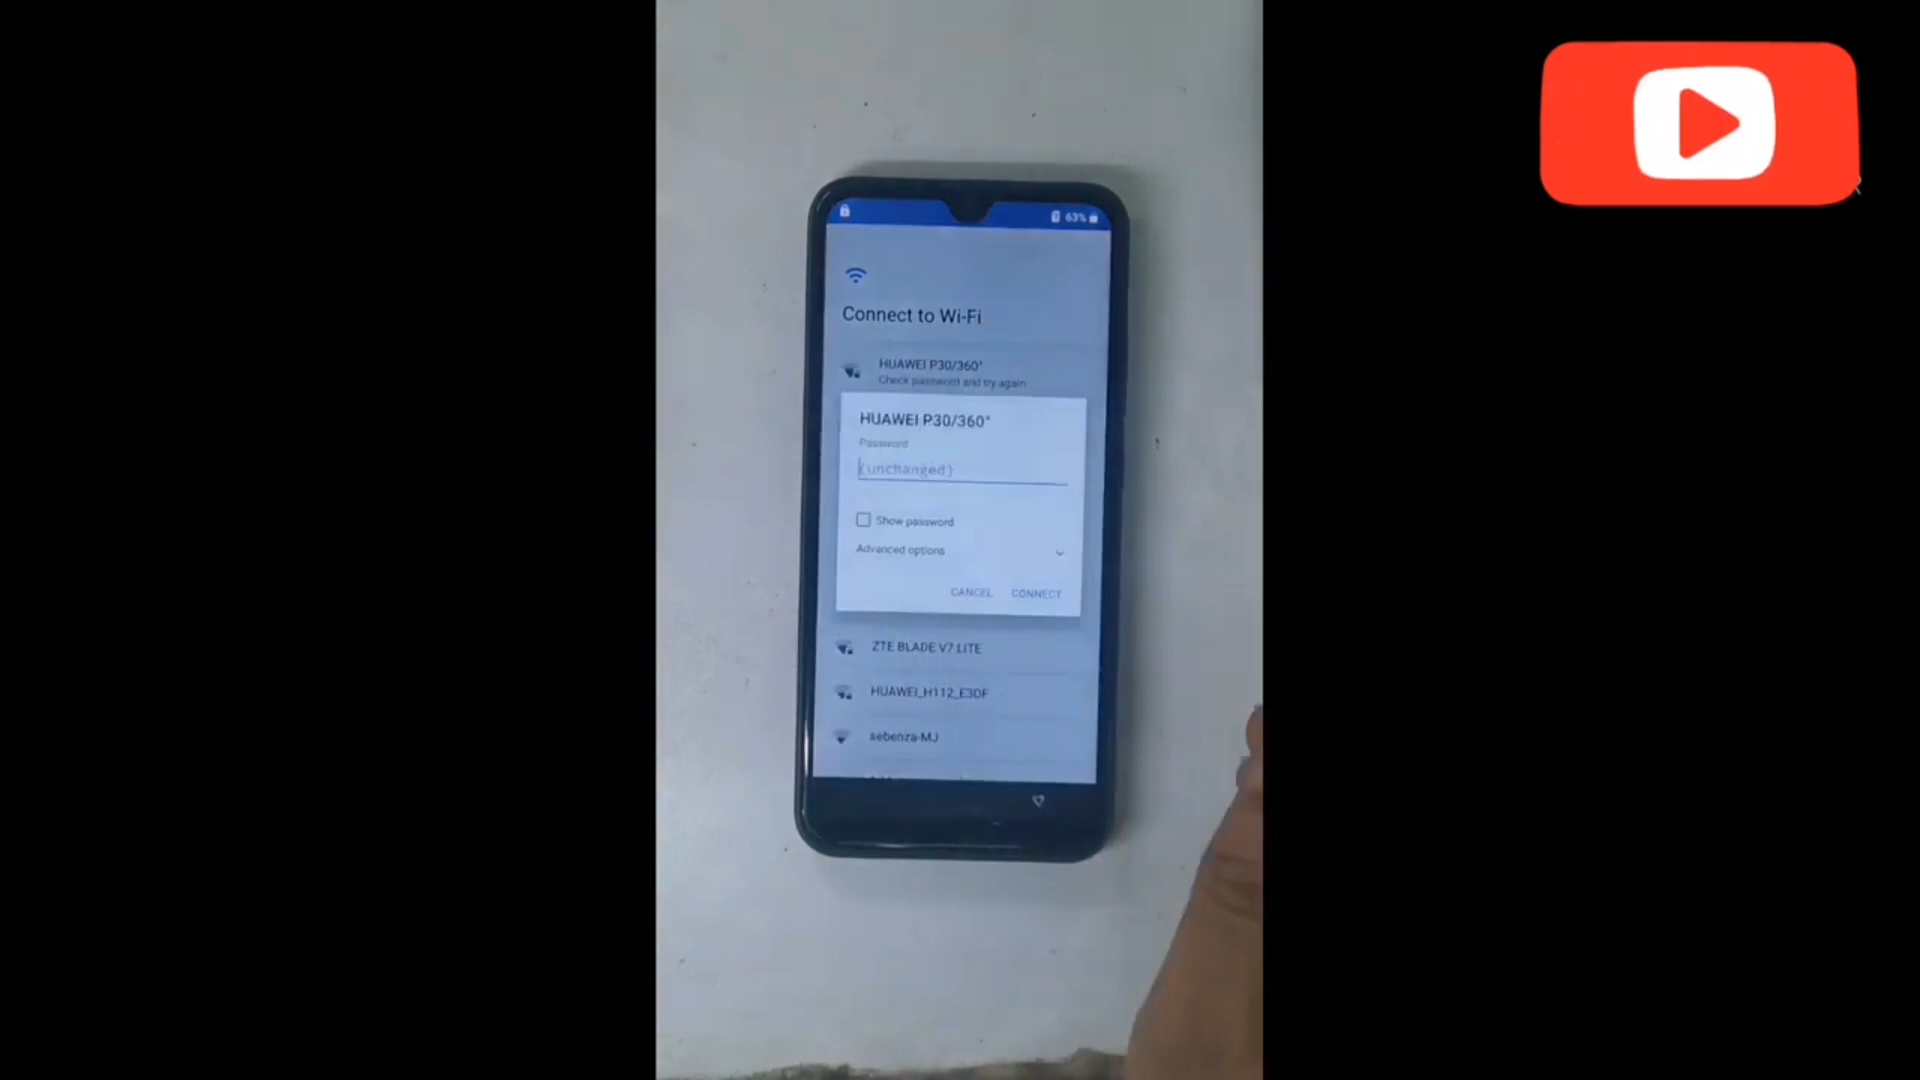 63%
Connect to Wi-Fi
HUAWEI P30/360°
Check password and try again
HUAWEI P30/360°
Password
(unchanged)
Show password
Advanced options
CANCEL CONNECT
ZTE BLADE V7 LITE
HUAWEI_H112_E3DF
sebenza-MJ